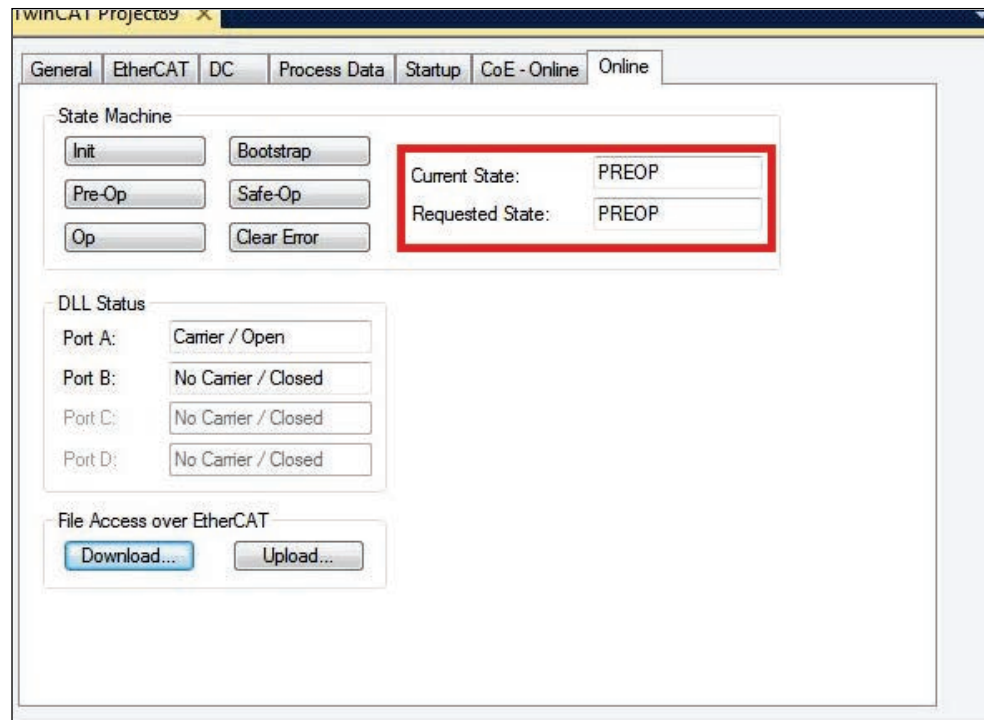 TwinCAT Project89 X
General EtherCAT DC Process Data Startup CoE - Online Online
State Machine
Init Bootstrap
Pre-Op Safe-Op
Op Clear Error
Current State: PREOP
Requested State: PREOP
DLL Status
Port A: Carrier / Open
Port B: No Carrier / Closed
Port C: No Carrier / Closed
Port D: No Carrier / Closed
File Access over EtherCAT
Download... Upload...